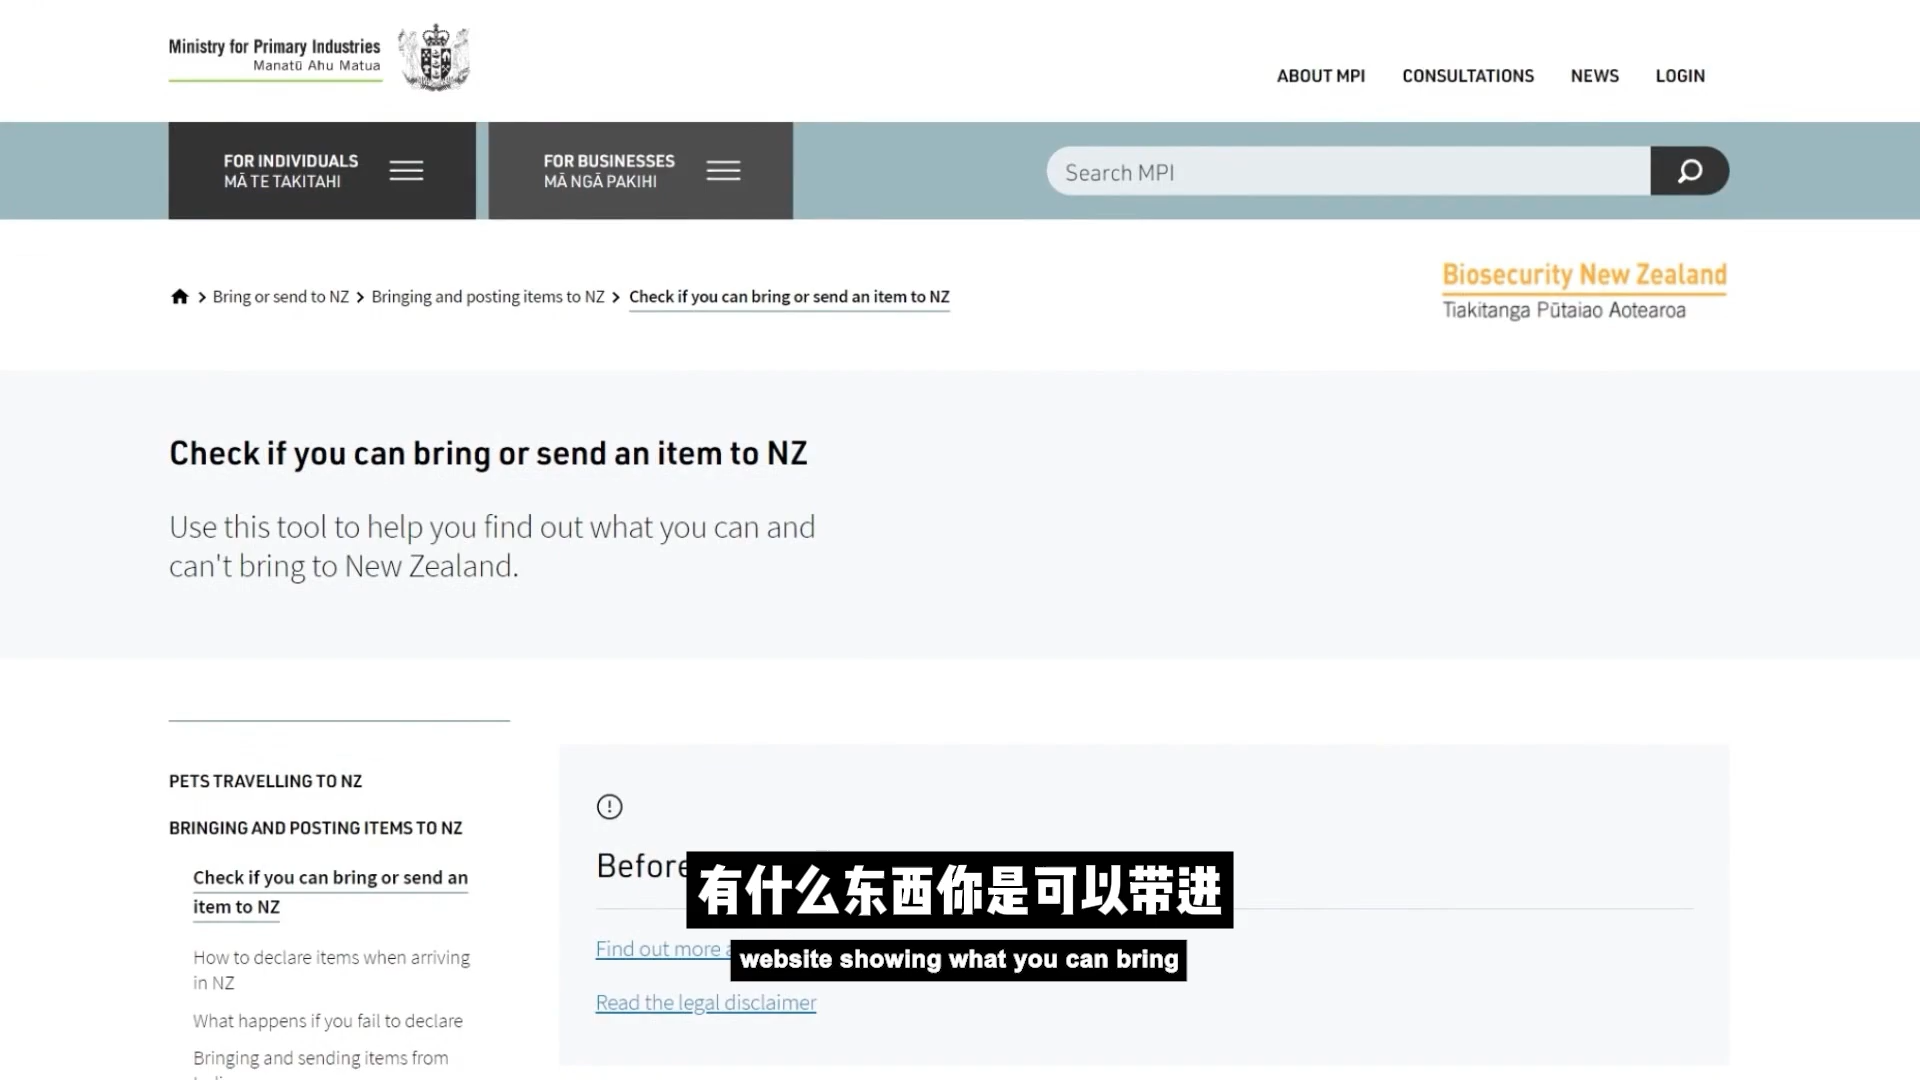 Ministry for Primary Industries
Manatū Ahu Matua
ABOUT MPI
CONSULTATIONS
NEWS
LOGIN
FOR INDIVIDUALS
MĀ TE TAKITAHI
FOR BUSINESSES
MĀ NGĀ PAKIHI
Search MPI
Bring or send to NZ
Bringing and posting items to NZ
Check if you can bring or send an item to NZ
Biosecurity New Zealand
Tiakitanga Pūtaiao Aotearoa
Check if you can bring or send an item to NZ
Use this tool to help you find out what you can and
can't bring to New Zealand.
PETS TRAVELLING TO NZ
BRINGING AND POSTING ITEMS TO NZ
Check if you can bring or send an
item to NZ
How to declare items when arriving
in NZ
What happens if you fail to declare
Bringing and sending items from
Before
Find out more
Read the legal disclaimer
有什么东西你是可以带进
website showing what you can bring